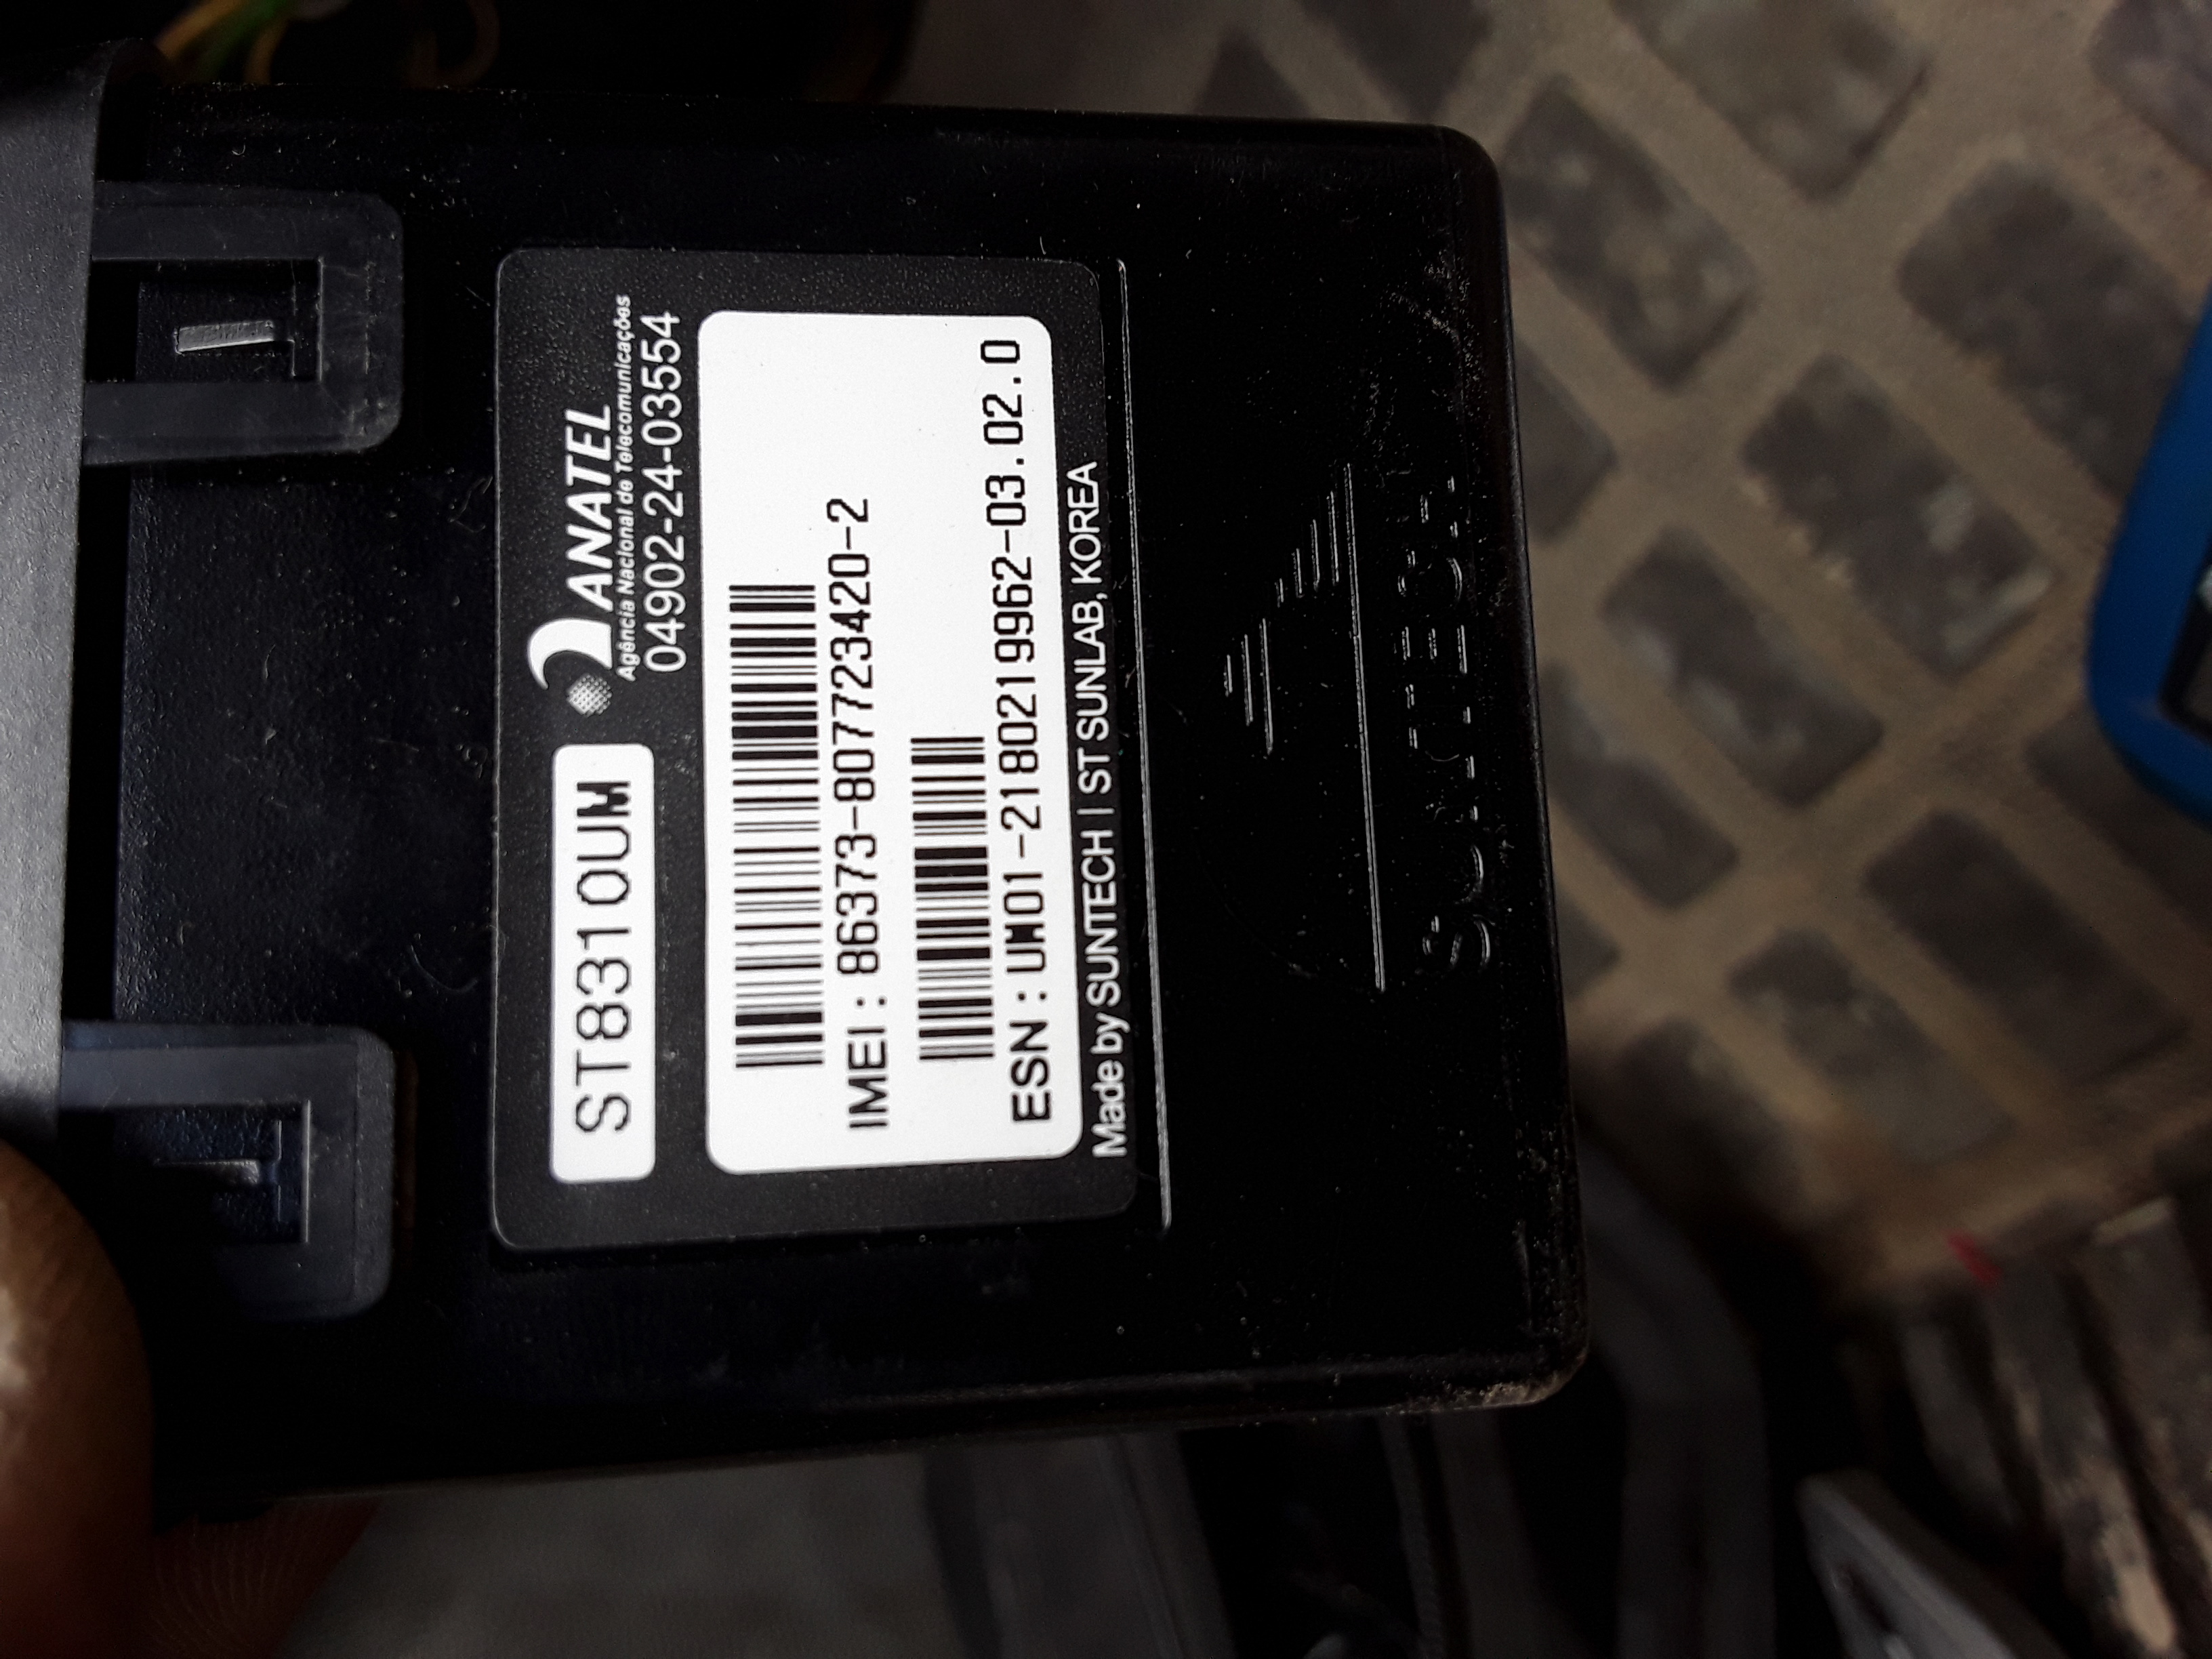 ST8310UM
ANATEL
Agência Nacional de Telecomunicações
04902-24-03554
IMEI : 86373-807723420-2
ESN : UM01-2180219962-03.02.0
Made by SUNTECH | ST SUNLAB, KOREA
SUNTECH